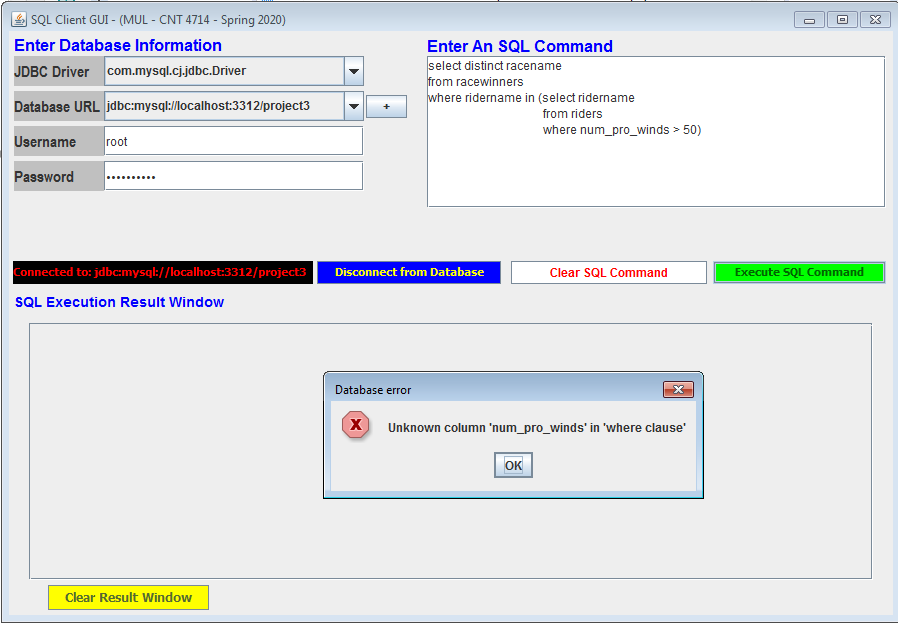 SQL Client GUI - (MUL - CNT 4714 - Spring 2020)
Enter Database Information
JDBC Driver com.mysql.cj.jdbc.Driver
Database URL jdbc:mysql://localhost:3312/project3 +
Username root
Password ••••••••••
Enter An SQL Command
select distinct racename
from racewinners
where ridername in (select ridername
from riders
where num_pro_winds > 50)
Connected to: jdbc:mysql://localhost:3312/project3 Disconnect from Database Clear SQL Command Execute SQL Command
SQL Execution Result Window
Database error
X Unknown column 'num_pro_winds' in 'where clause'
OK
Clear Result Window